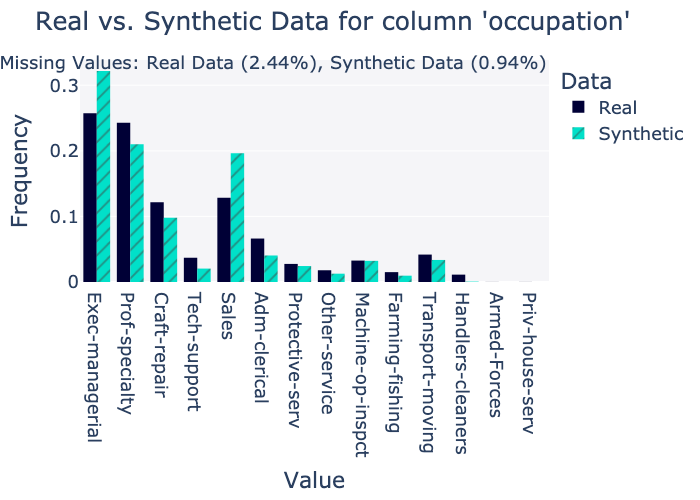 Real vs. Synthetic Data for column 'occupation'
Missing Values: Real Data (2.44%), Synthetic Data (0.94%)
Data
Real
Synthetic
Frequency
0.3
0.2
0.1
0
Exec-managerial
Prof-specialty
Craft-repair
Tech-support
Sales
Adm-clerical
Protective-serv
Other-service
Machine-op-inspct
Farming-fishing
Transport-moving
Handlers-cleaners
Armed-Forces
Priv-house-serv
Value